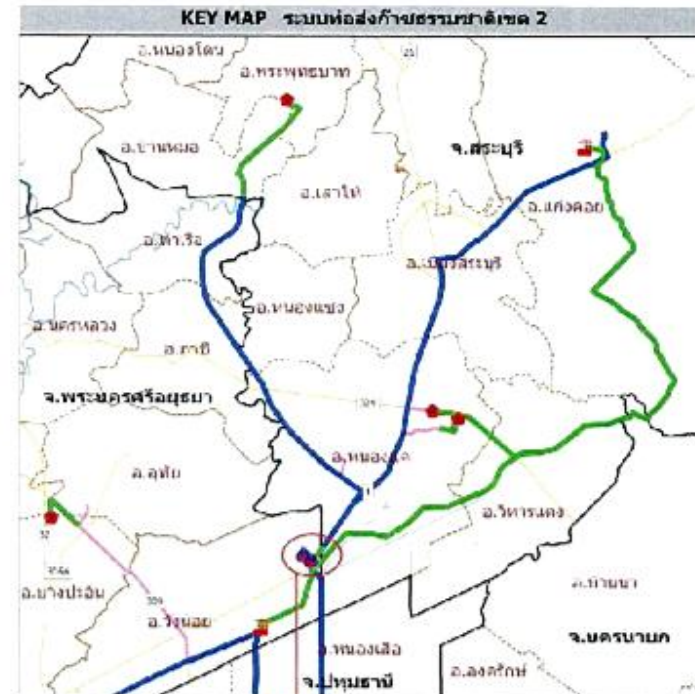 KEY MAP ระบบท่อส่งก๊าซธรรมชาติเขต 2
อ.หนองโดน
อ.พระพุทธบาท
อ.บ้านหมอ
จ.สระบุรี
อ.เสาไห้
อ.แก่งคอย
อ.ท่าเรือ
อ.เมืองสระบุรี
อ.หนองแซง
อ.นครหลวง
อ.ภาชี
จ.พระนครศรีอยุธยา
อ.หนองแค
อ.อุทัย
อ.วิหารแดง
32
อ.บางปะอิน
309
อ.วังน้อย
อ.บ้านนา
อ.หนองเสือ
จ.นครนายก
จ.ปทุมธานี
อ.องครักษ์